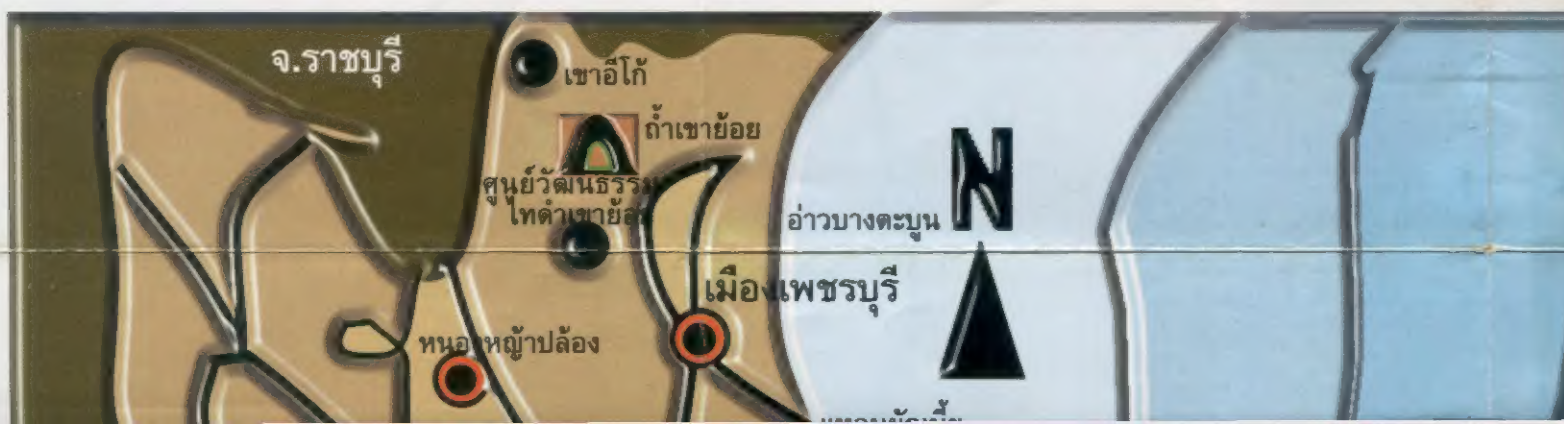 จ.ราชบุรี
เขาอีโก้
ถ้ำเขาย้อย
ศูนย์วัฒนธรรม
ไทดำเขาย้อย
อ่าวบางตะบูน
N
เมืองเพชรบุรี
หนองหญ้าปล้อง